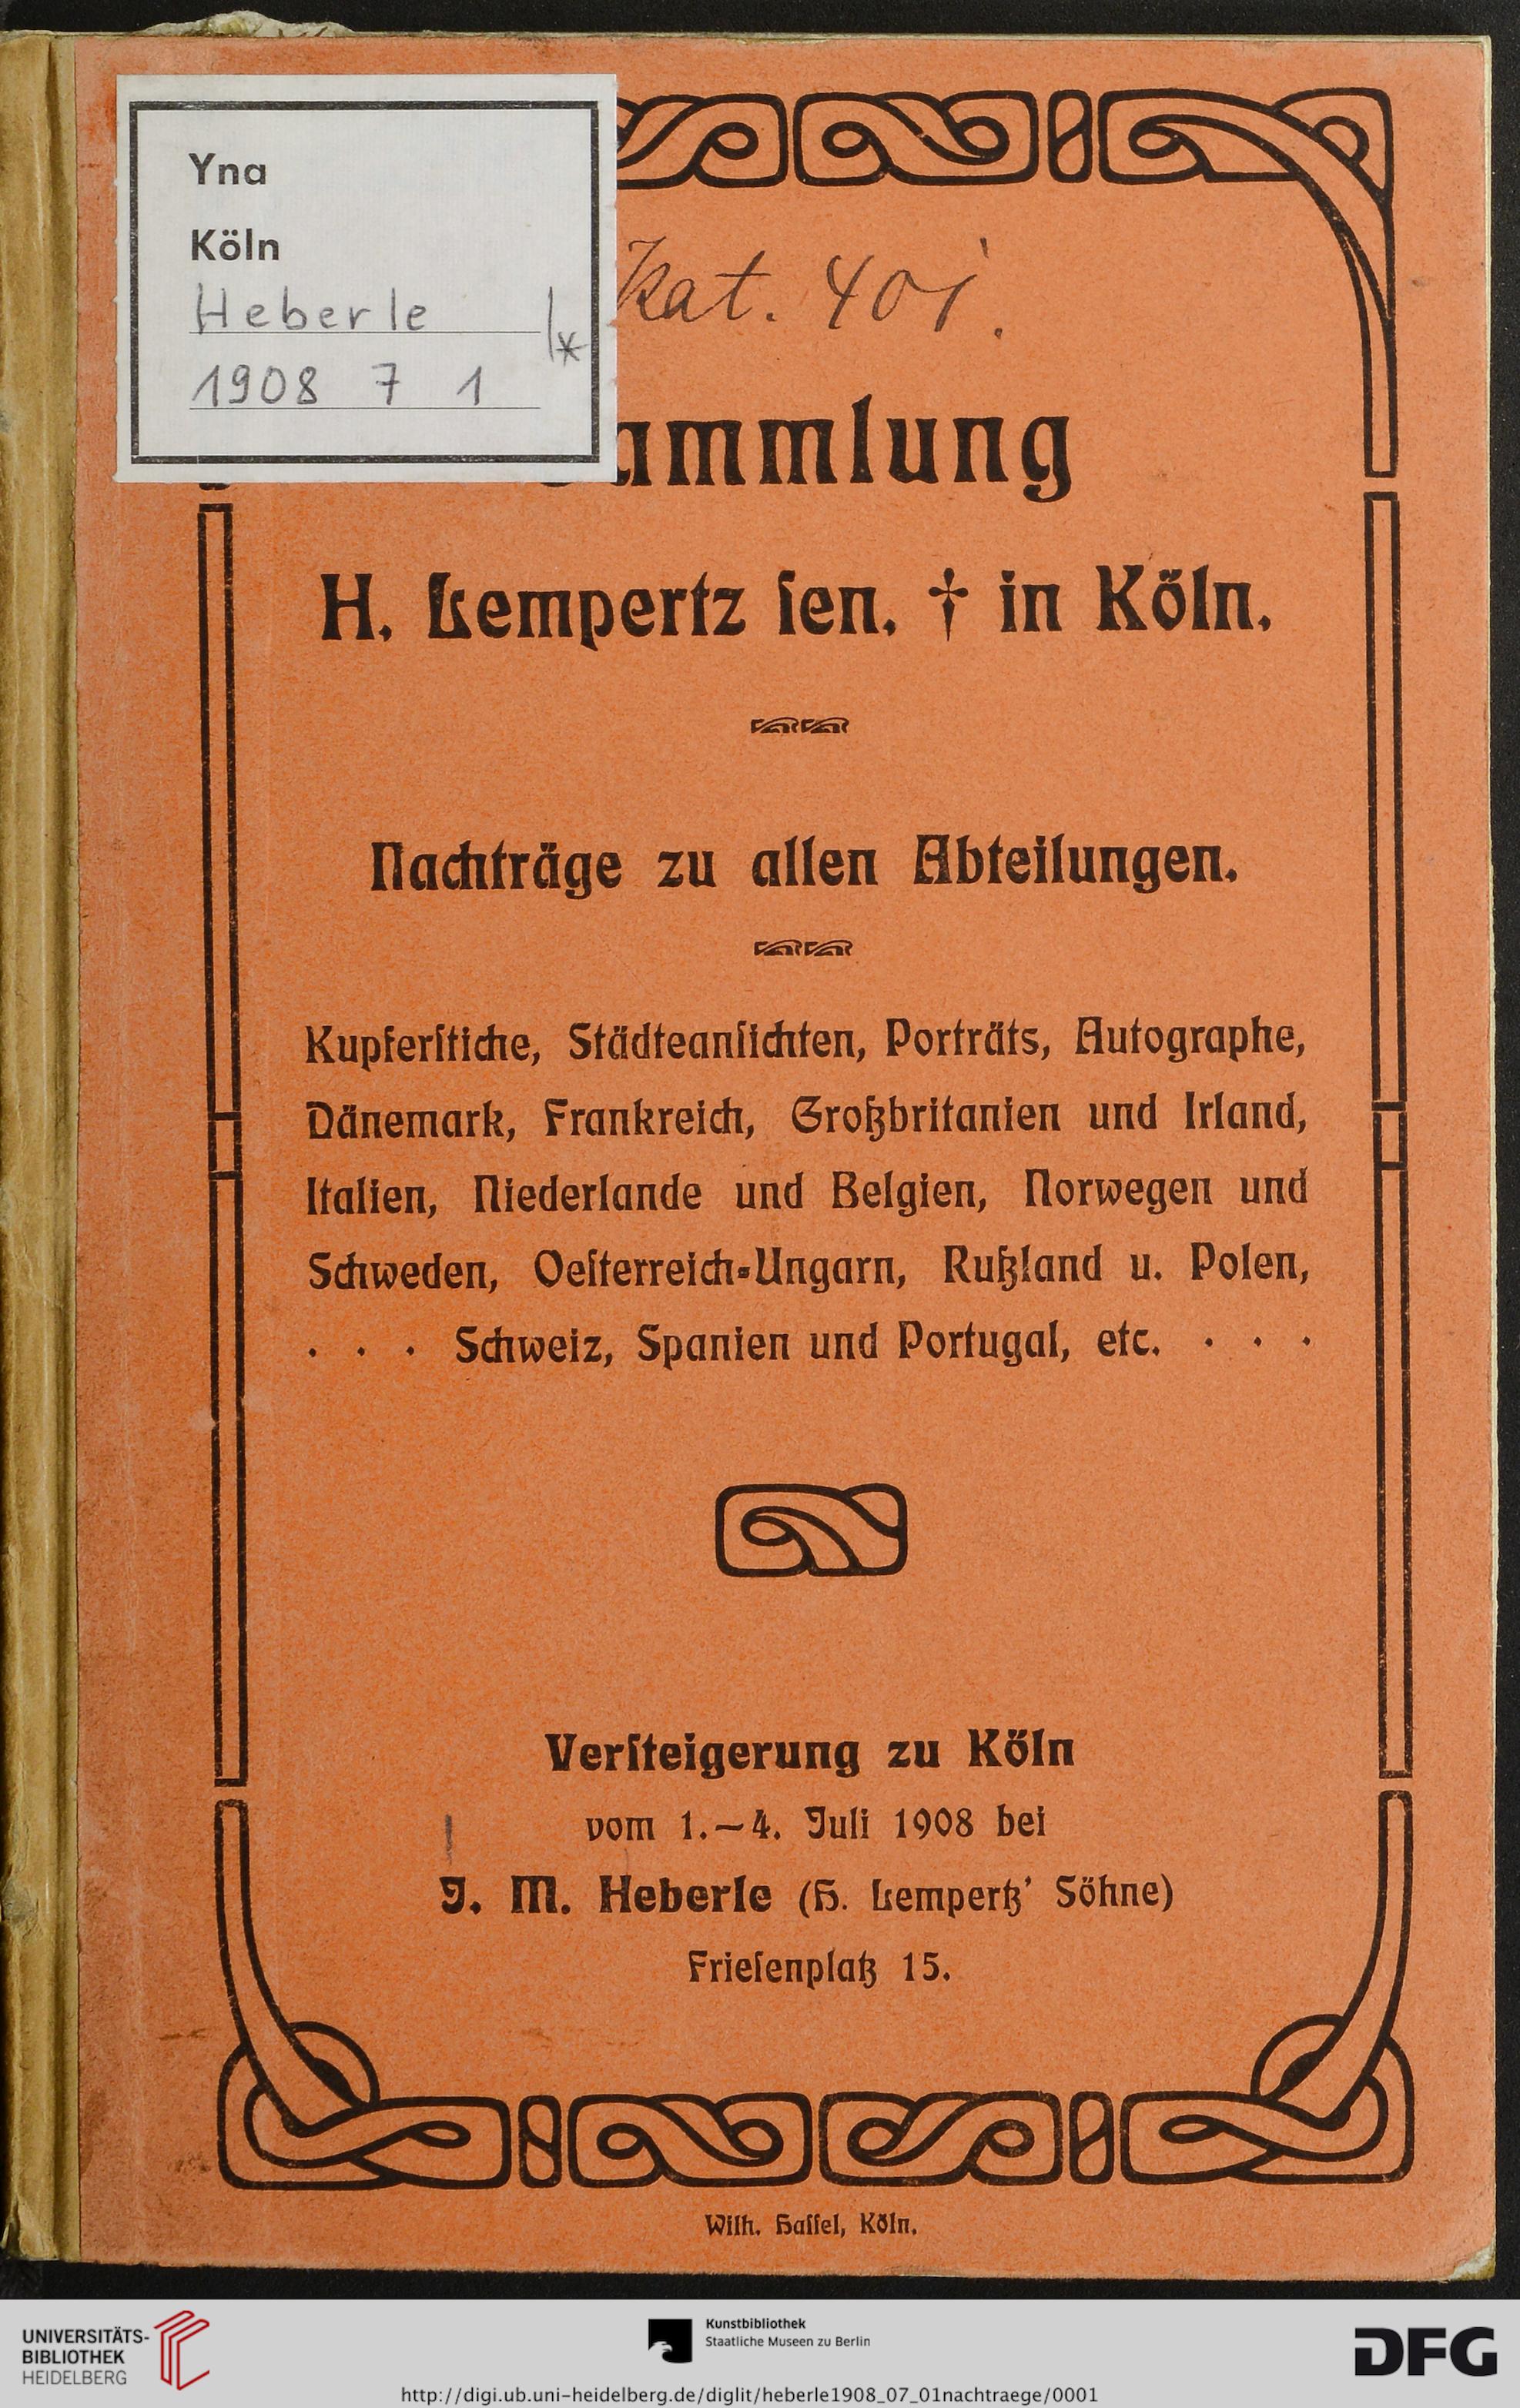 Yna
Köln
Heberle
1908 7 1
Kat. 401.
Sammlung
H. Lempertz ſen. † in Köln.
Nachträge zu allen Abteilungen.
Kupferſtiche, Städteanſichten, Porträts, Autographe,
Dänemark, Frankreich, Großbritanien und Irland,
Italien, Niederlande und Belgien, Norwegen und
Schweden, Oeſterreich-Ungarn, Rußland u. Polen,
. . . Schweiz, Spanien und Portugal, etc. . . .
Verſteigerung zu Köln
vom 1.–4. Juli 1908 bei
J. M. Heberle (H. Lempertz' Söhne)
Frieſenplatz 15.
Wilh. Haſſel, Köln.
UNIVERSITÄTS-
BIBLIOTHEK
HEIDELBERG
Kunstbibliothek
Staatliche Museen zu Berlin
DFG
http://digi.ub.uni-heidelberg.de/diglit/heberle1908_07_01nachtraege/0001